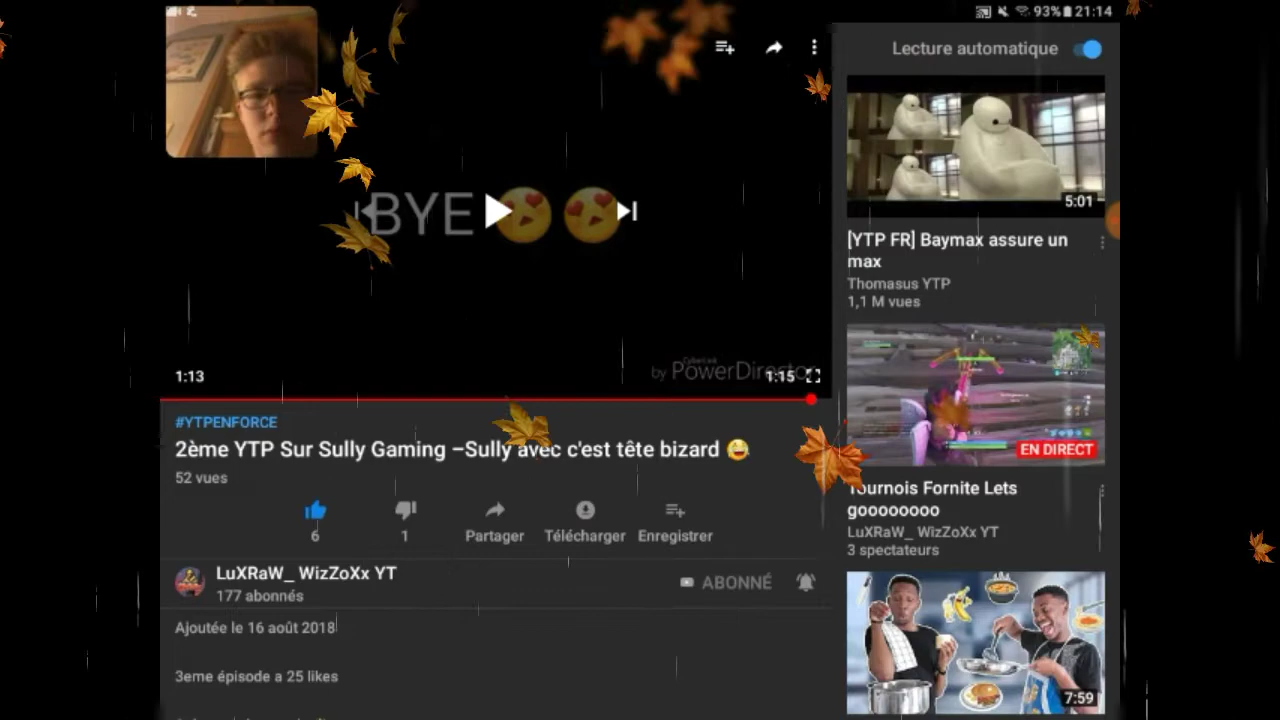 93% 21:14
Lecture automatique
BYE
by CyberLink PowerDirector
1:13
1:15
5:01
[YTP FR] Baymax assure un
max
Thomasus YTP
1,1 M vues
EN DIRECT
Tournois Fornite Lets
gooooooooo
LuXRaW_ WizZoXx YT
3 spectateurs
7:59
#YTPENFORCE
2ème YTP Sur Sully Gaming –Sully avec c'est tête bizard 😅
52 vues
6
1
Partager
Télécharger
Enregistrer
LuXRaW_ WizZoXx YT
177 abonnés
ABONNÉ
Ajoutée le 16 août 2018
3eme épisode a 25 likes